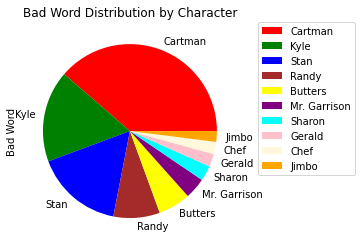 Bad Word Distribution by Character
Bad Word
Cartman
Kyle
Stan
Randy
Butters
Mr. Garrison
Sharon
Gerald
Chef
Jimbo
Cartman
Kyle
Stan
Randy
Butters
Mr. Garrison
Sharon
Gerald
Chef
Jimbo